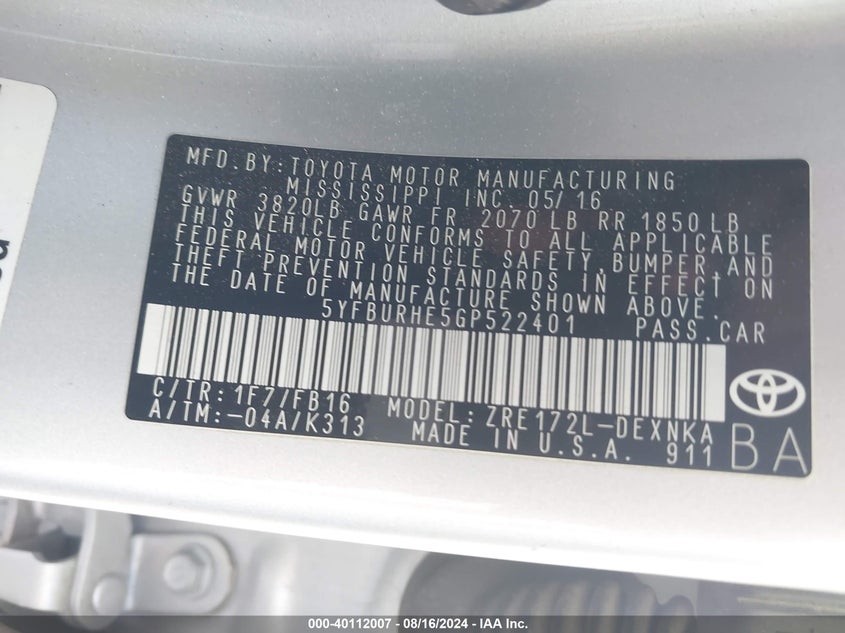 MFD. BY: TOYOTA MOTOR MANUFACTURING
MISSISSIPPI INC. 05/16
GVWR 3820LB GAWR FR 2070 LB RR 1850 LB
THIS VEHICLE CONFORMS TO ALL APPLICABLE
FEDERAL MOTOR VEHICLE SAFETY, BUMPER, AND
THEFT PREVENTION STANDARDS IN EFFECT ON
THE DATE OF MANUFACTURE SHOWN ABOVE.
5YFBURHE5GP522401 PASS. CAR
C/TR: 1F7/FB16 MODEL: ZRE172L-DEXNKA
A/TM: -04A/K313 MADE IN U.S.A. 911
BA
000-40112007 - 08/16/2024 - IAA Inc.